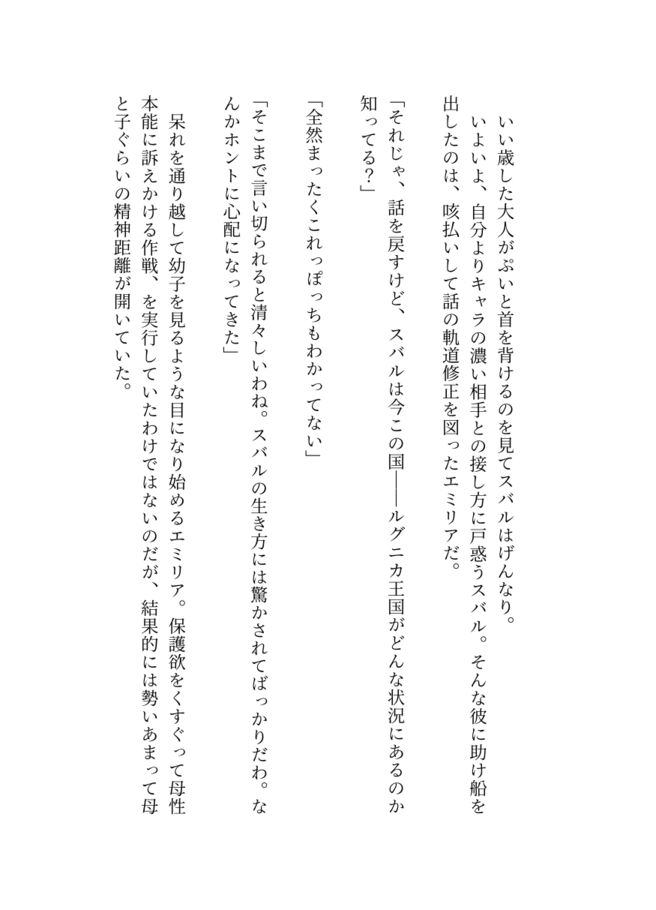 いい歳した大人がぷいと首を背けるのを見てスバルはげんなり。
いよいよ、自分よりキャラの濃い相手との接し方に戸惑うスバル。そんな彼に助け船を
出したのは、咳払いして話の軌道修正を図ったエミリアだ。
「それじゃ、話を戻すけど、スバルは今この国――ルグニカ王国がどんな状況にあるのか
知ってる？」
「全然まったくこれっぽっちもわかってない」
「そこまで言い切られると清々しいわね。スバルの生き方には驚かされてばっかりだわ。な
んかホントに心配になってきた」
呆れを通り越して幼子を見るような目になり始めるエミリア。保護欲をくすぐって母性
本能に訴えかける作戦、を実行していたわけではないのだが、結果的には勢いあまって母
と子ぐらいの精神距離が開いていた。